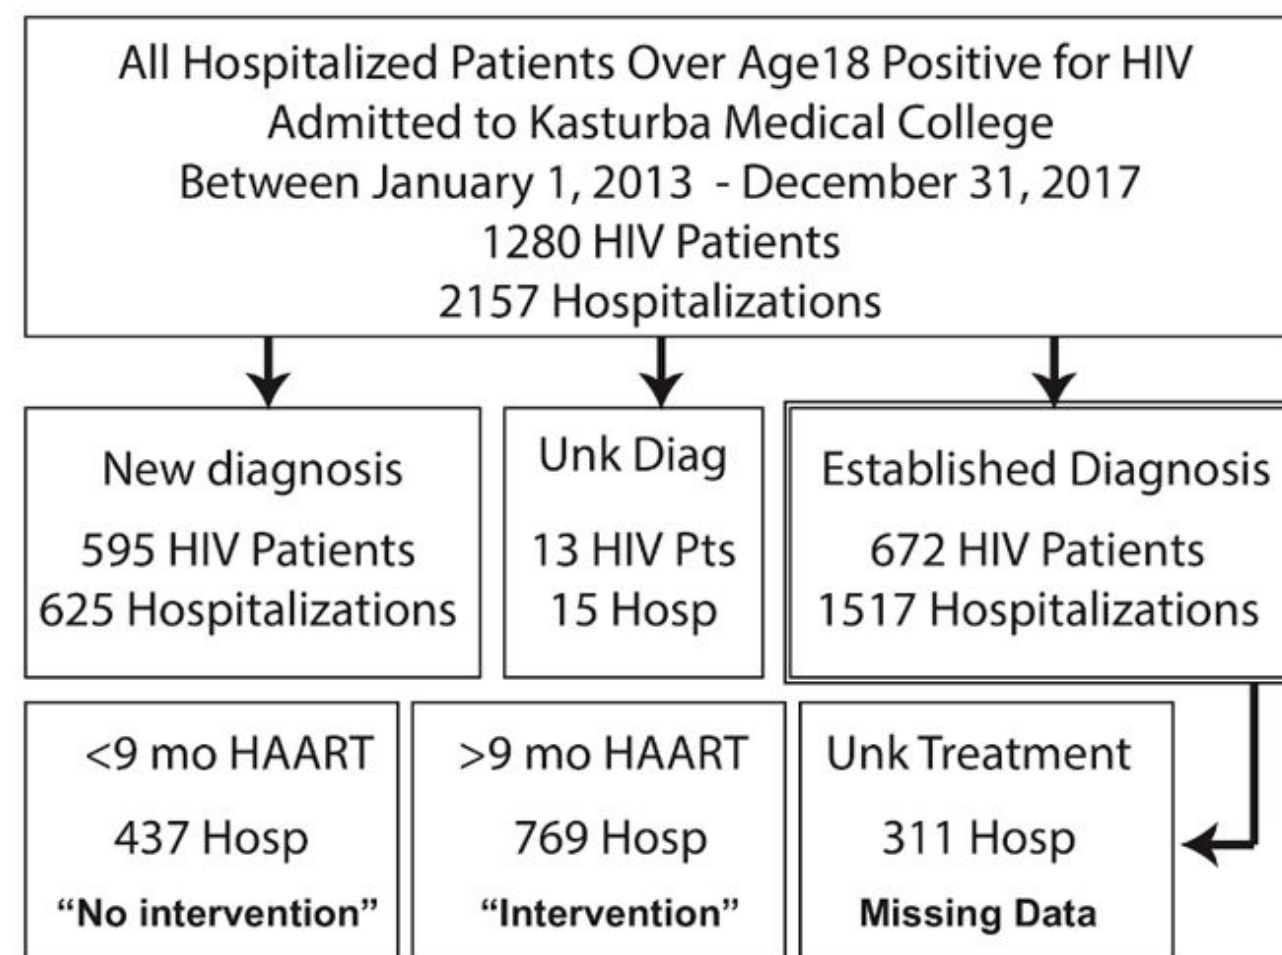 All Hospitalized Patients Over Age18 Positive for HIV
Admitted to Kasturba Medical College
Between January 1, 2013 - December 31, 2017
1280 HIV Patients
2157 Hospitalizations
New diagnosis
595 HIV Patients
625 Hospitalizations
Unk Diag
13 HIV Pts
15 Hosp
Established Diagnosis
672 HIV Patients
1517 Hospitalizations
<9 mo HAART
437 Hosp
“No intervention”
>9 mo HAART
769 Hosp
“Intervention”
Unk Treatment
311 Hosp
Missing Data